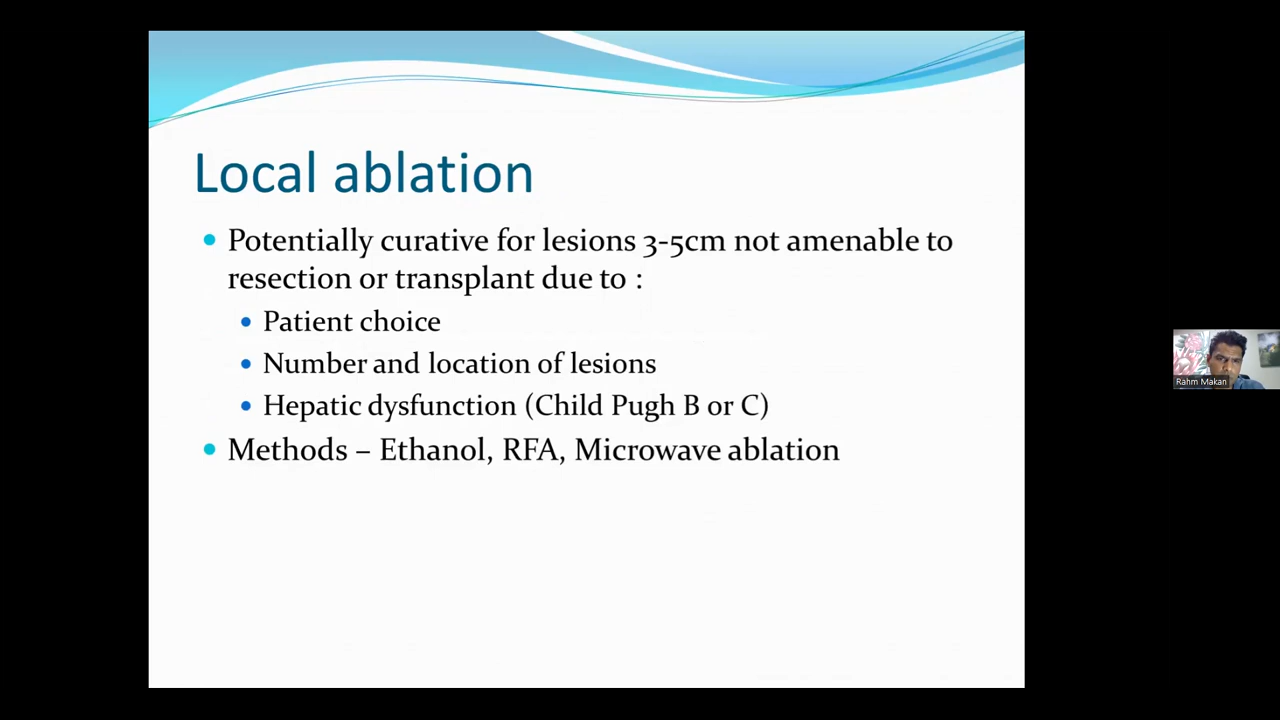 Local ablation
Potentially curative for lesions 3-5cm not amenable to
resection or transplant due to :
Patient choice
Number and location of lesions
Hepatic dysfunction (Child Pugh B or C)
Methods – Ethanol, RFA, Microwave ablation
Rahm Makan